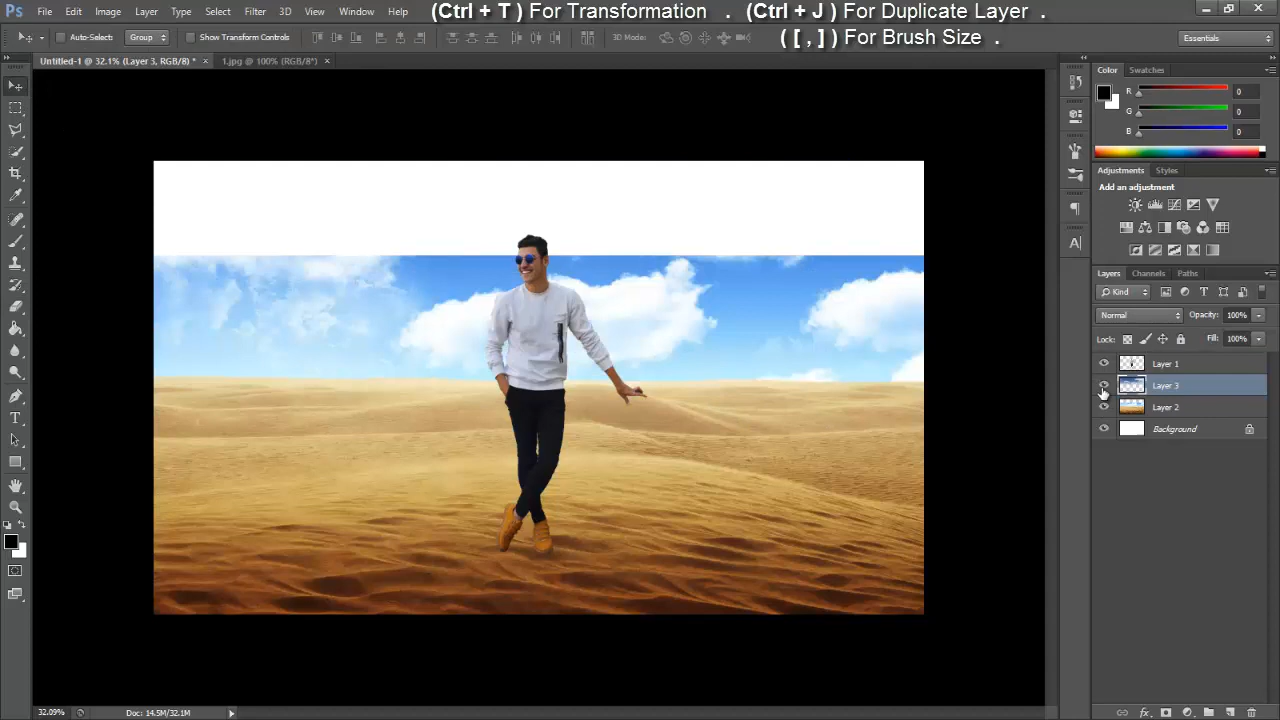 Ps File Edit Image Layer Type Select Filter 3D View Window Help (Ctrl + T ) For Transformation . (Ctrl + J ) For Duplicate Layer .
Auto-Select: Group Show Transform Controls 3D Mode: ( [ , ] ) For Brush Size . Essentials
Untitled-1 @ 32.1% (Layer 3, RGB/8) * × 1.jpg @ 100% (RGB/8*) ×
Color Swatches
R 0
G 0
B 0
Adjustments Styles
Add an adjustment
Layers Channels Paths
Kind
Normal Opacity: 100%
Lock: Fill: 100%
Layer 1
Layer 3
Layer 2
Background
32.09% Doc: 14.5M/32.1M